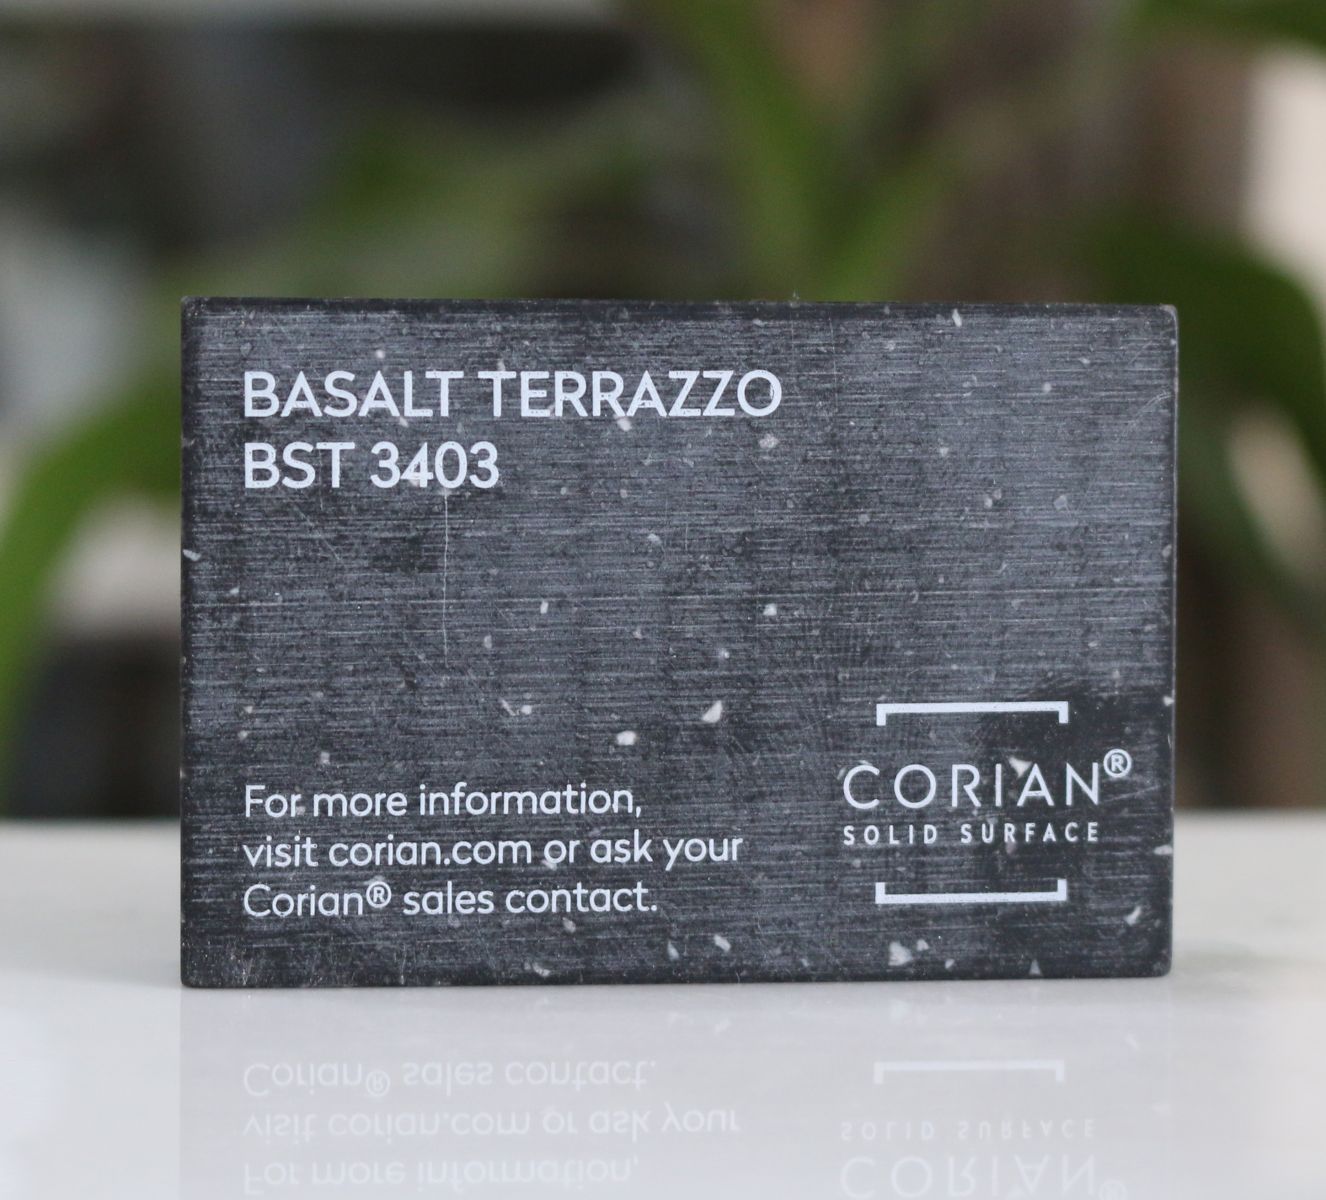 BASALT TERRAZZO
BST 3403
For more information,
visit corian.com or ask your
Corian® sales contact.
CORIAN®
SOLID SURFACE